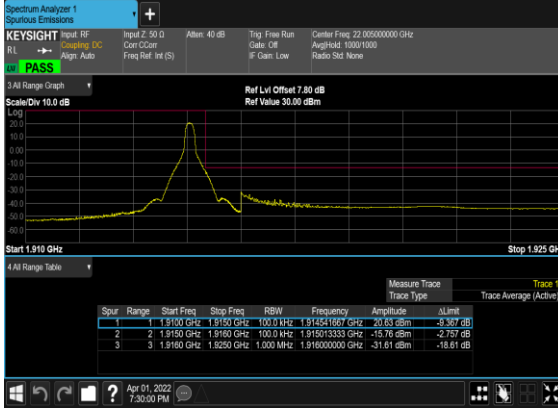 Spectrum Analyzer 1
Spurious Emissions
+
KEYSIGHT Input: RF Input Z: 50 Ω Atten: 40 dB Trig: Free Run Center Freq: 22.005000000 GHz
RL Coupling: DC Corr CCorr Gate: Off Avg|Hold: 1000/1000
Align: Auto Freq Ref: Int (S) IF Gain: Low Radio Std: None
LXI PASS
3 All Range Graph Ref Lvl Offset 7.80 dB
Scale/Div 10.0 dB Ref Value 30.00 dBm
Log
20.0
10.0
0.00
-10.0
-20.0
-30.0
-40.0
-50.0
-60.0
Start 1.910 GHz Stop 1.925 GH
4 All Range Table
Measure Trace Trace 1
Trace Type Trace Average (Active)
Spur Range Start Freq Stop Freq RBW Frequency Amplitude ΔLimit
1 1 1.9100 GHz 1.9150 GHz 100.0 kHz 1.914541667 GHz 20.63 dBm -9.367 dB
2 2 1.9150 GHz 1.9160 GHz 100.0 kHz 1.915013333 GHz -15.76 dBm -2.757 dB
3 3 1.9160 GHz 1.9250 GHz 1.000 MHz 1.916000000 GHz -31.61 dBm -18.61 dB
? Apr 01, 2022
7:30:00 PM